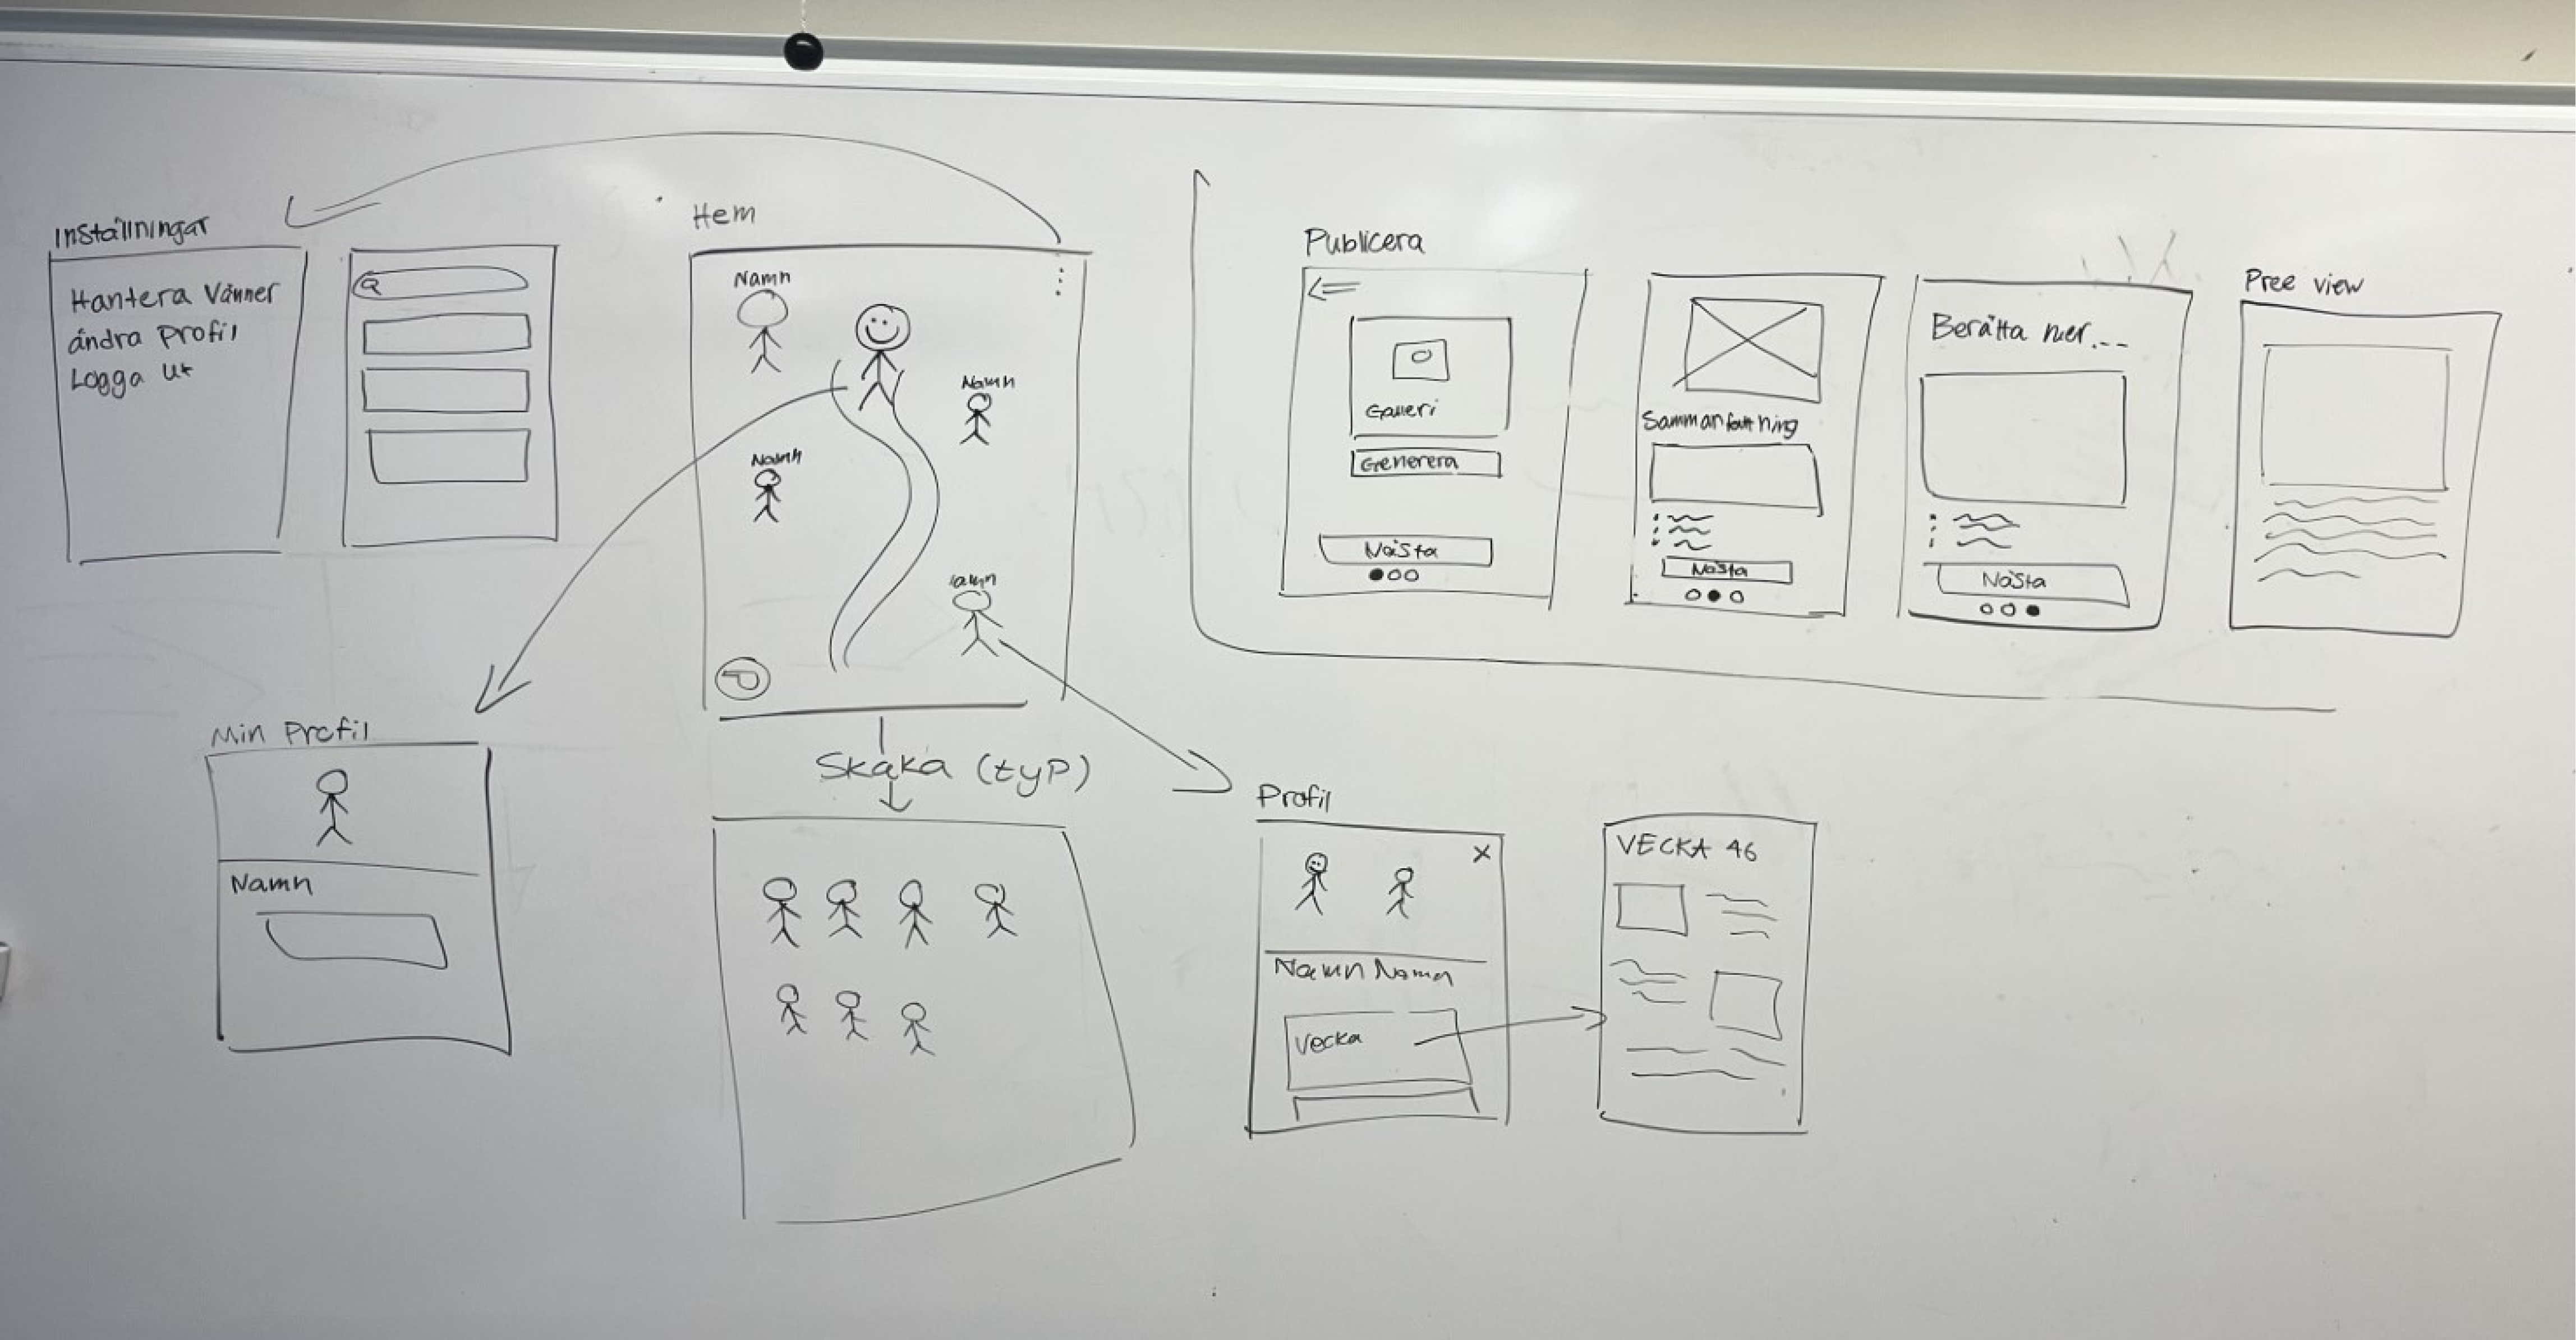 Inställningar
Hantera Vänner
ändra Profil
Logga ut
Hem
Namn
Namn
Namn
Namn
P
Skaka (typ)
Min Profil
Namn
Publicera
Galleri
Generera
Nästa
Sammanfattning
Nästa
Berätta mer...
Nästa
Pree view
Profil
X
Namn Namn
Vecka
VECKA 46